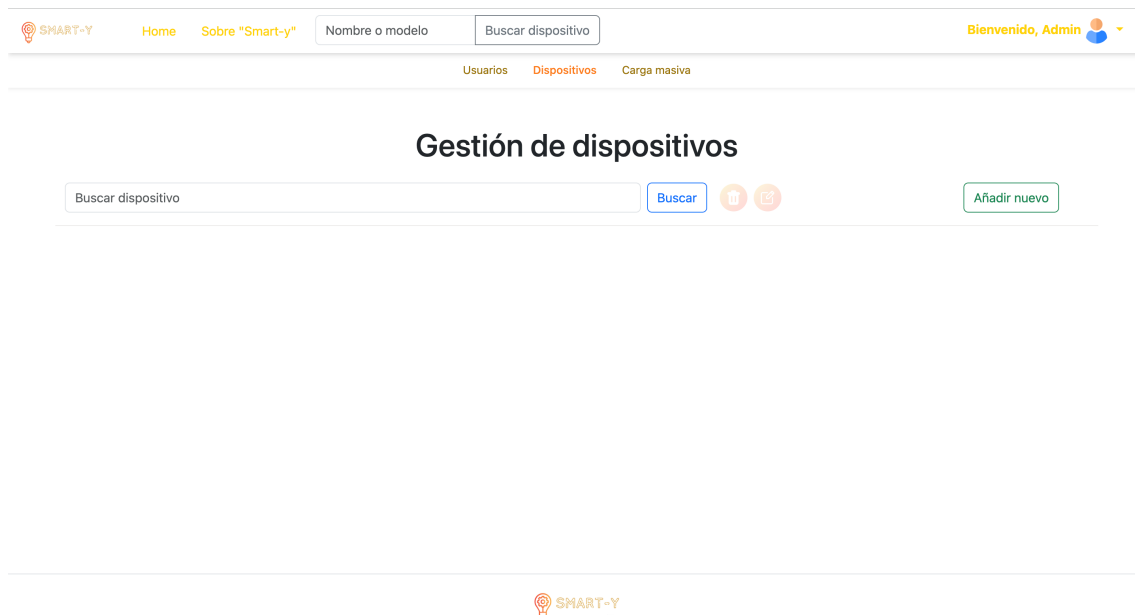 SMART-Y
Home
Sobre "Smart-y"
Nombre o modelo
Buscar dispositivo
Bienvenido, Admin
Usuarios
Dispositivos
Carga masiva
Gestión de dispositivos
Buscar dispositivo
Buscar
Añadir nuevo
SMART-Y